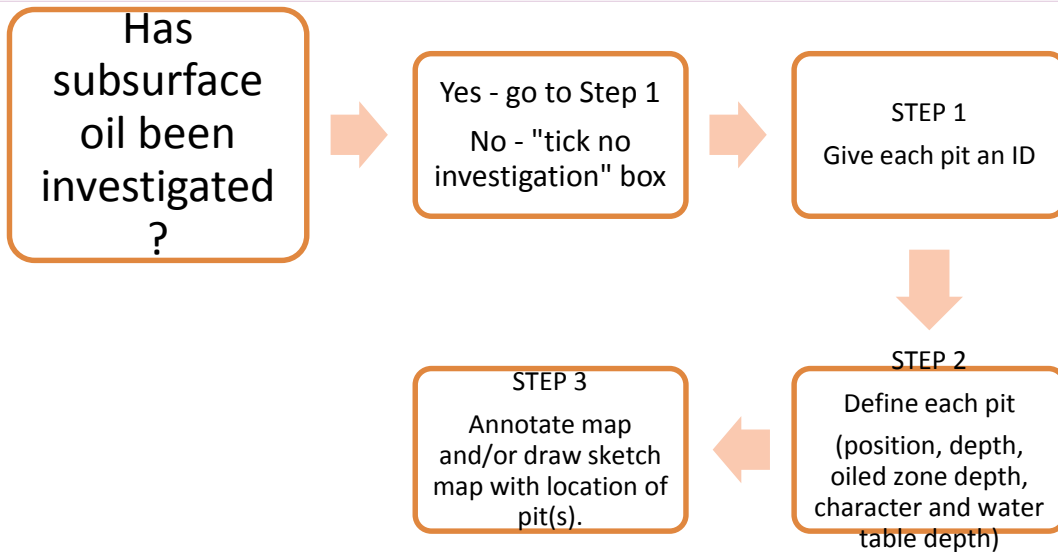 Has
subsurface
oil been
investigated
?
Yes - go to Step 1
No - "tick no
investigation" box
STEP 1
Give each pit an ID
STEP 2
Define each pit
(position, depth,
oiled zone depth,
character and water
table depth)
STEP 3
Annotate map
and/or draw sketch
map with location of
pit(s).